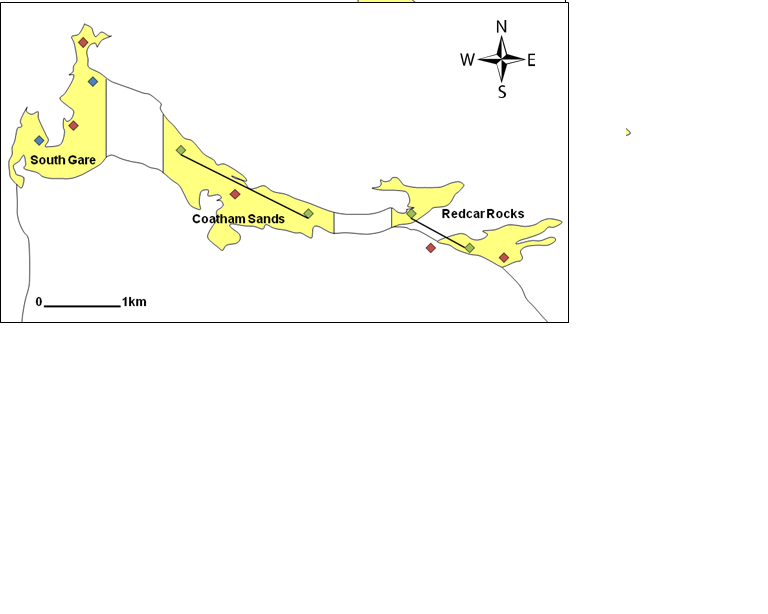 N
W E
S
South Gare
Coatham Sands
Redcar Rocks
0 1km